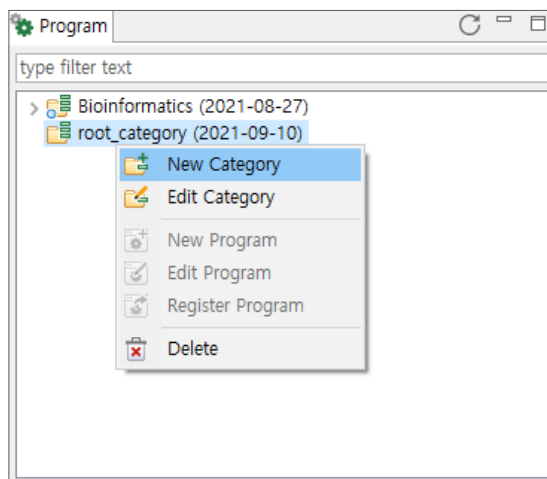 Program
type filter text
Bioinformatics (2021-08-27)
root_category (2021-09-10)
New Category
Edit Category
New Program
Edit Program
Register Program
Delete